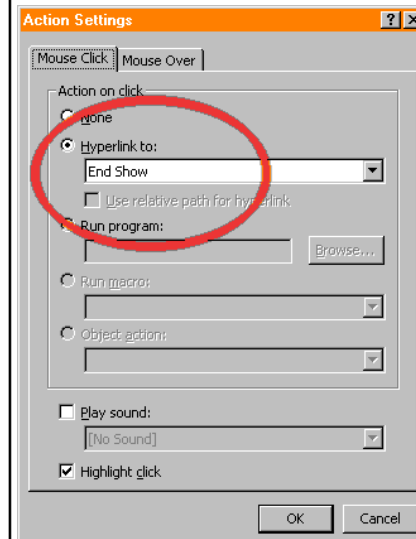 Action Settings
Mouse Click Mouse Over
Action on click
None
Hyperlink to:
End Show
Use relative path for hyperlink
Run program:
Browse...
Run macro:
Object action:
Play sound:
[No Sound]
Highlight click
OK Cancel